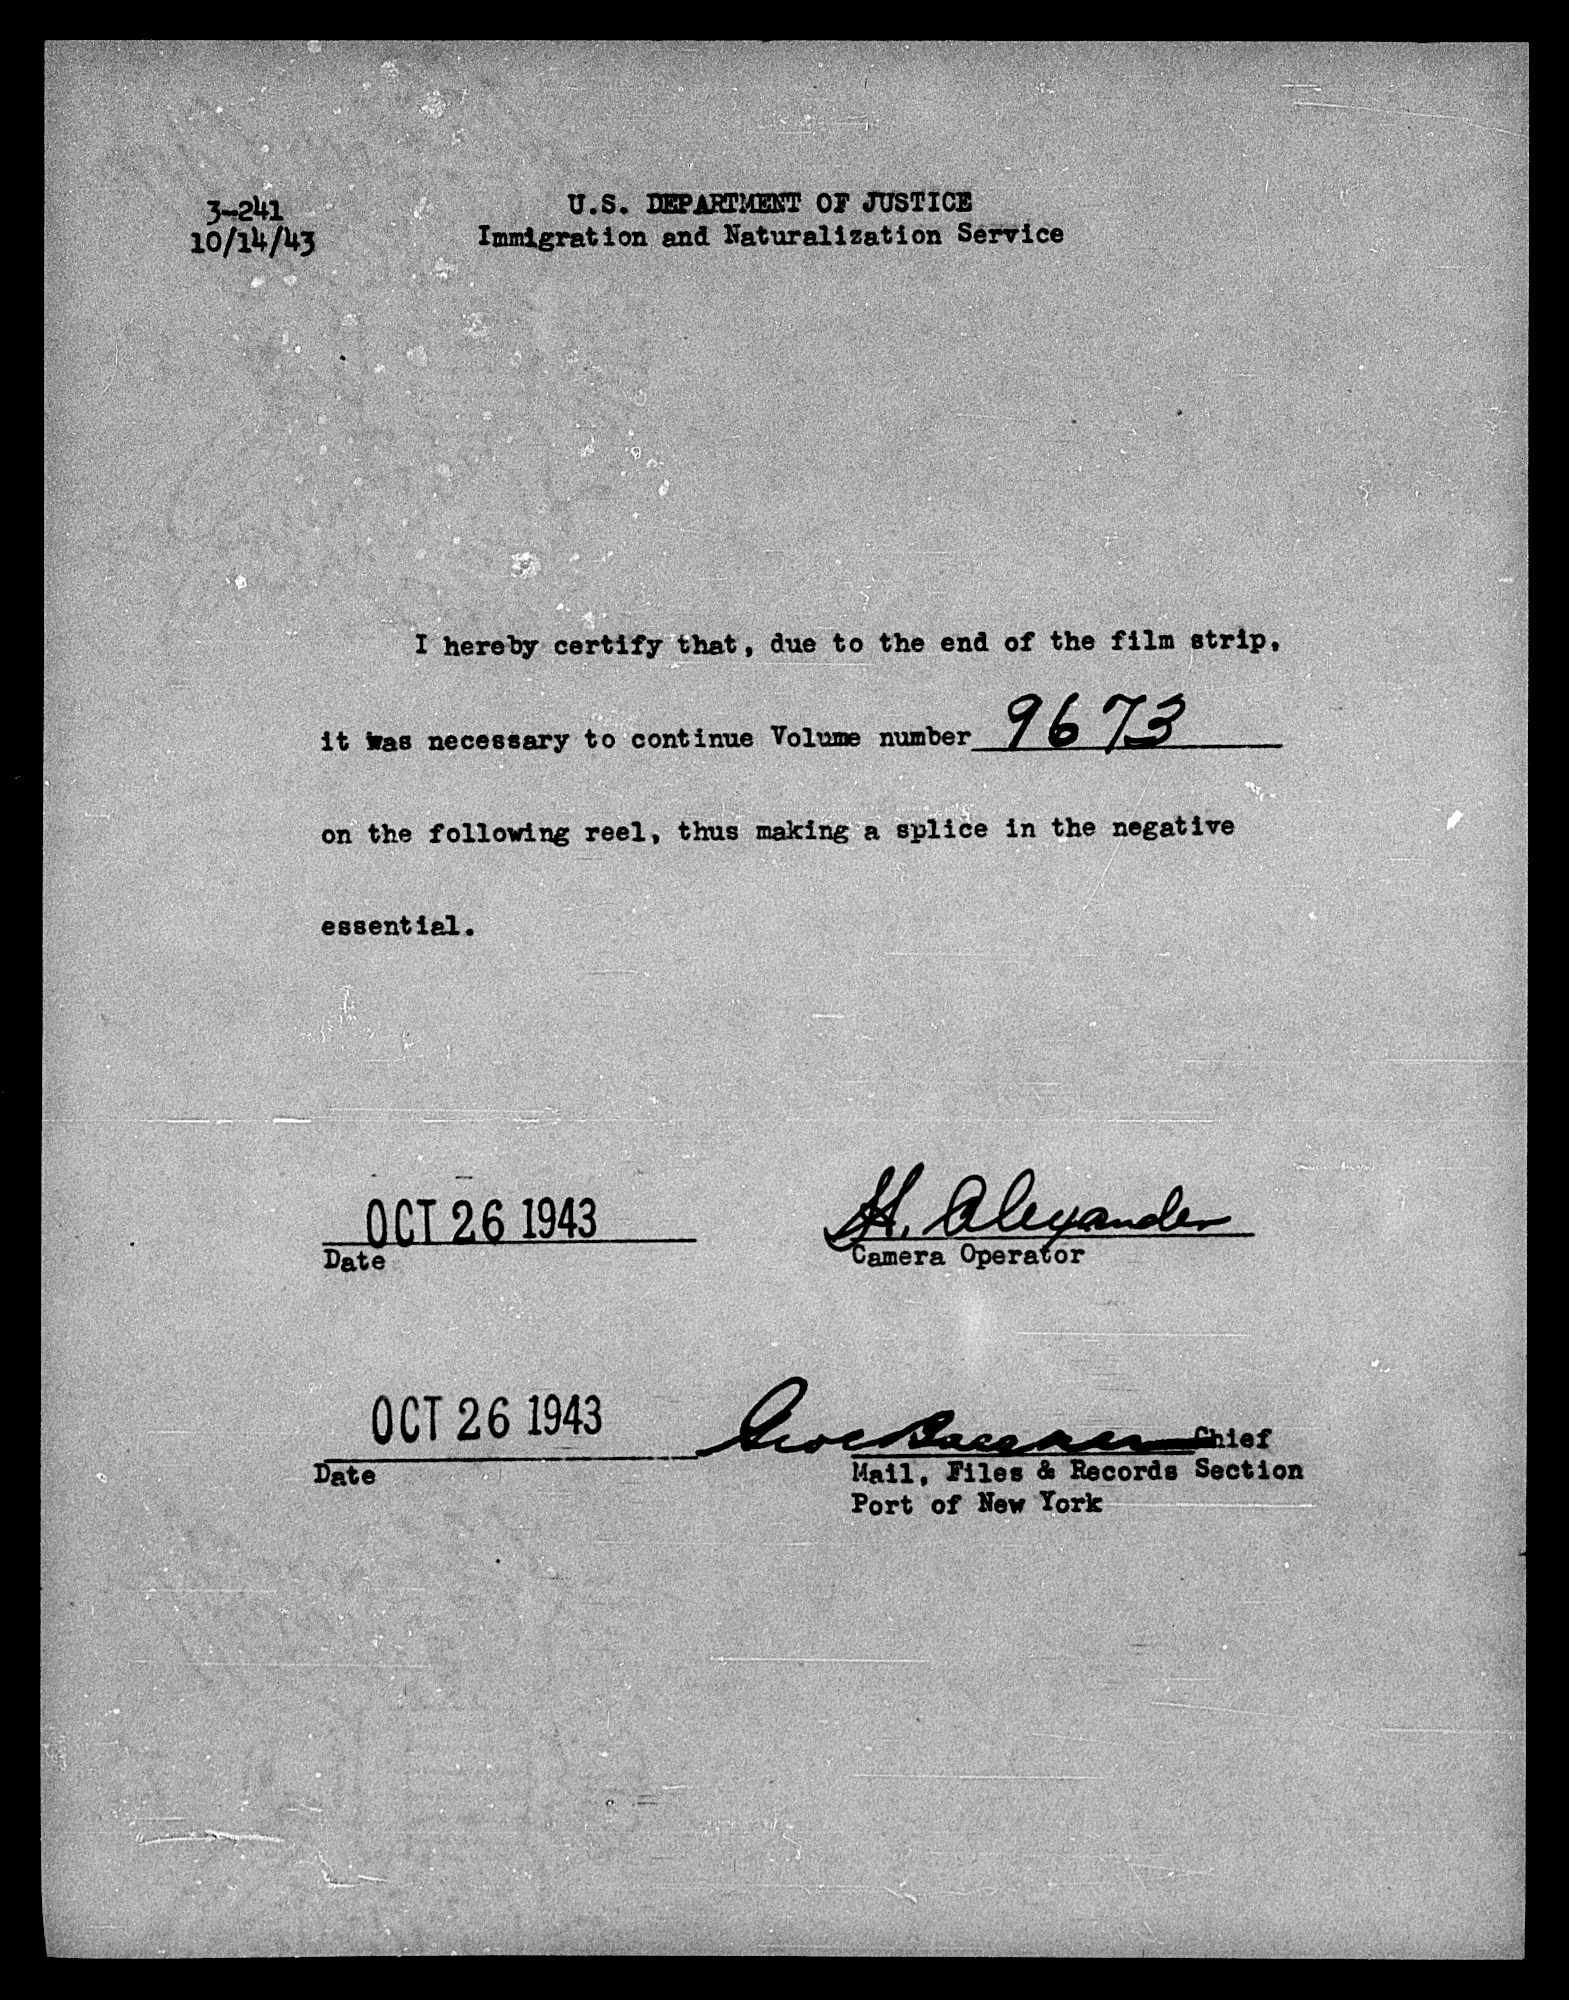 3-241
10/14/43
U.S. DEPARTMENT OF JUSTICE
Immigration and Naturalization Service
I hereby certify that, due to the end of the film strip,
it was necessary to continue Volume number 9673
on the following reel, thus making a splice in the negative
essential.
OCT 26 1943
Date
H. Alexander
Camera Operator
OCT 26 1943
Date
Chief
Mail, Files & Records Section
Port of New York